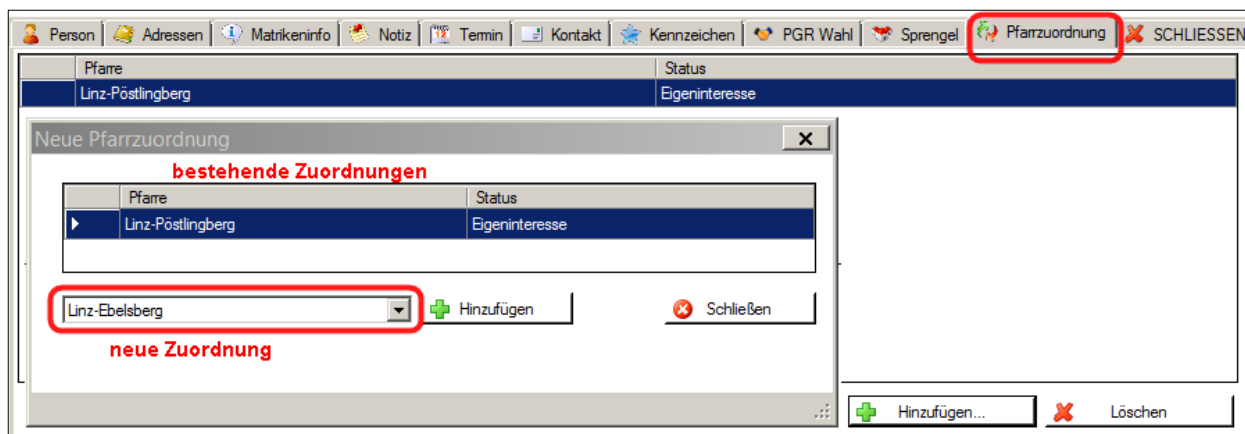 Person Adressen Matrikeninfo Notiz Termin Kontakt Kennzeichen PGR Wahl Sprengel Pfarrzuordnung SCHLIESSEN
Pfarre Status
Linz-Pöstlingberg Eigeninteresse
Neue Pfarrzuordnung
bestehende Zuordnungen
Pfarre Status
Linz-Pöstlingberg Eigeninteresse
Linz-Ebelsberg Hinzufügen Schließen
neue Zuordnung
Hinzufügen... Löschen